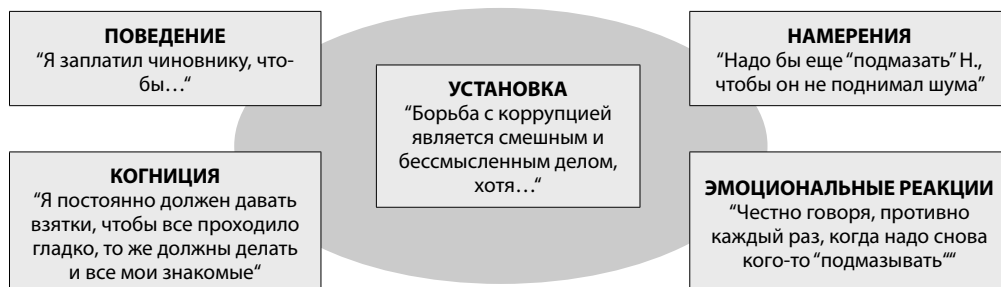 ПОВЕДЕНИЕ
“Я заплатил чиновнику, что-
бы…“
НАМЕРЕНИЯ
“Надо бы еще “подмазать” Н.,
чтобы он не поднимал шума”
УСТАНОВКА
“Борьба с коррупцией
является смешным и
бессмысленным делом,
хотя…“
КОГНИЦИЯ
“Я постоянно должен давать
взятки, чтобы все проходило
гладко, то же должны делать
и все мои знакомые“
ЭМОЦИОНАЛЬНЫЕ РЕАКЦИИ
“Честно говоря, противно
каждый раз, когда надо снова
кого-то “подмазывать““